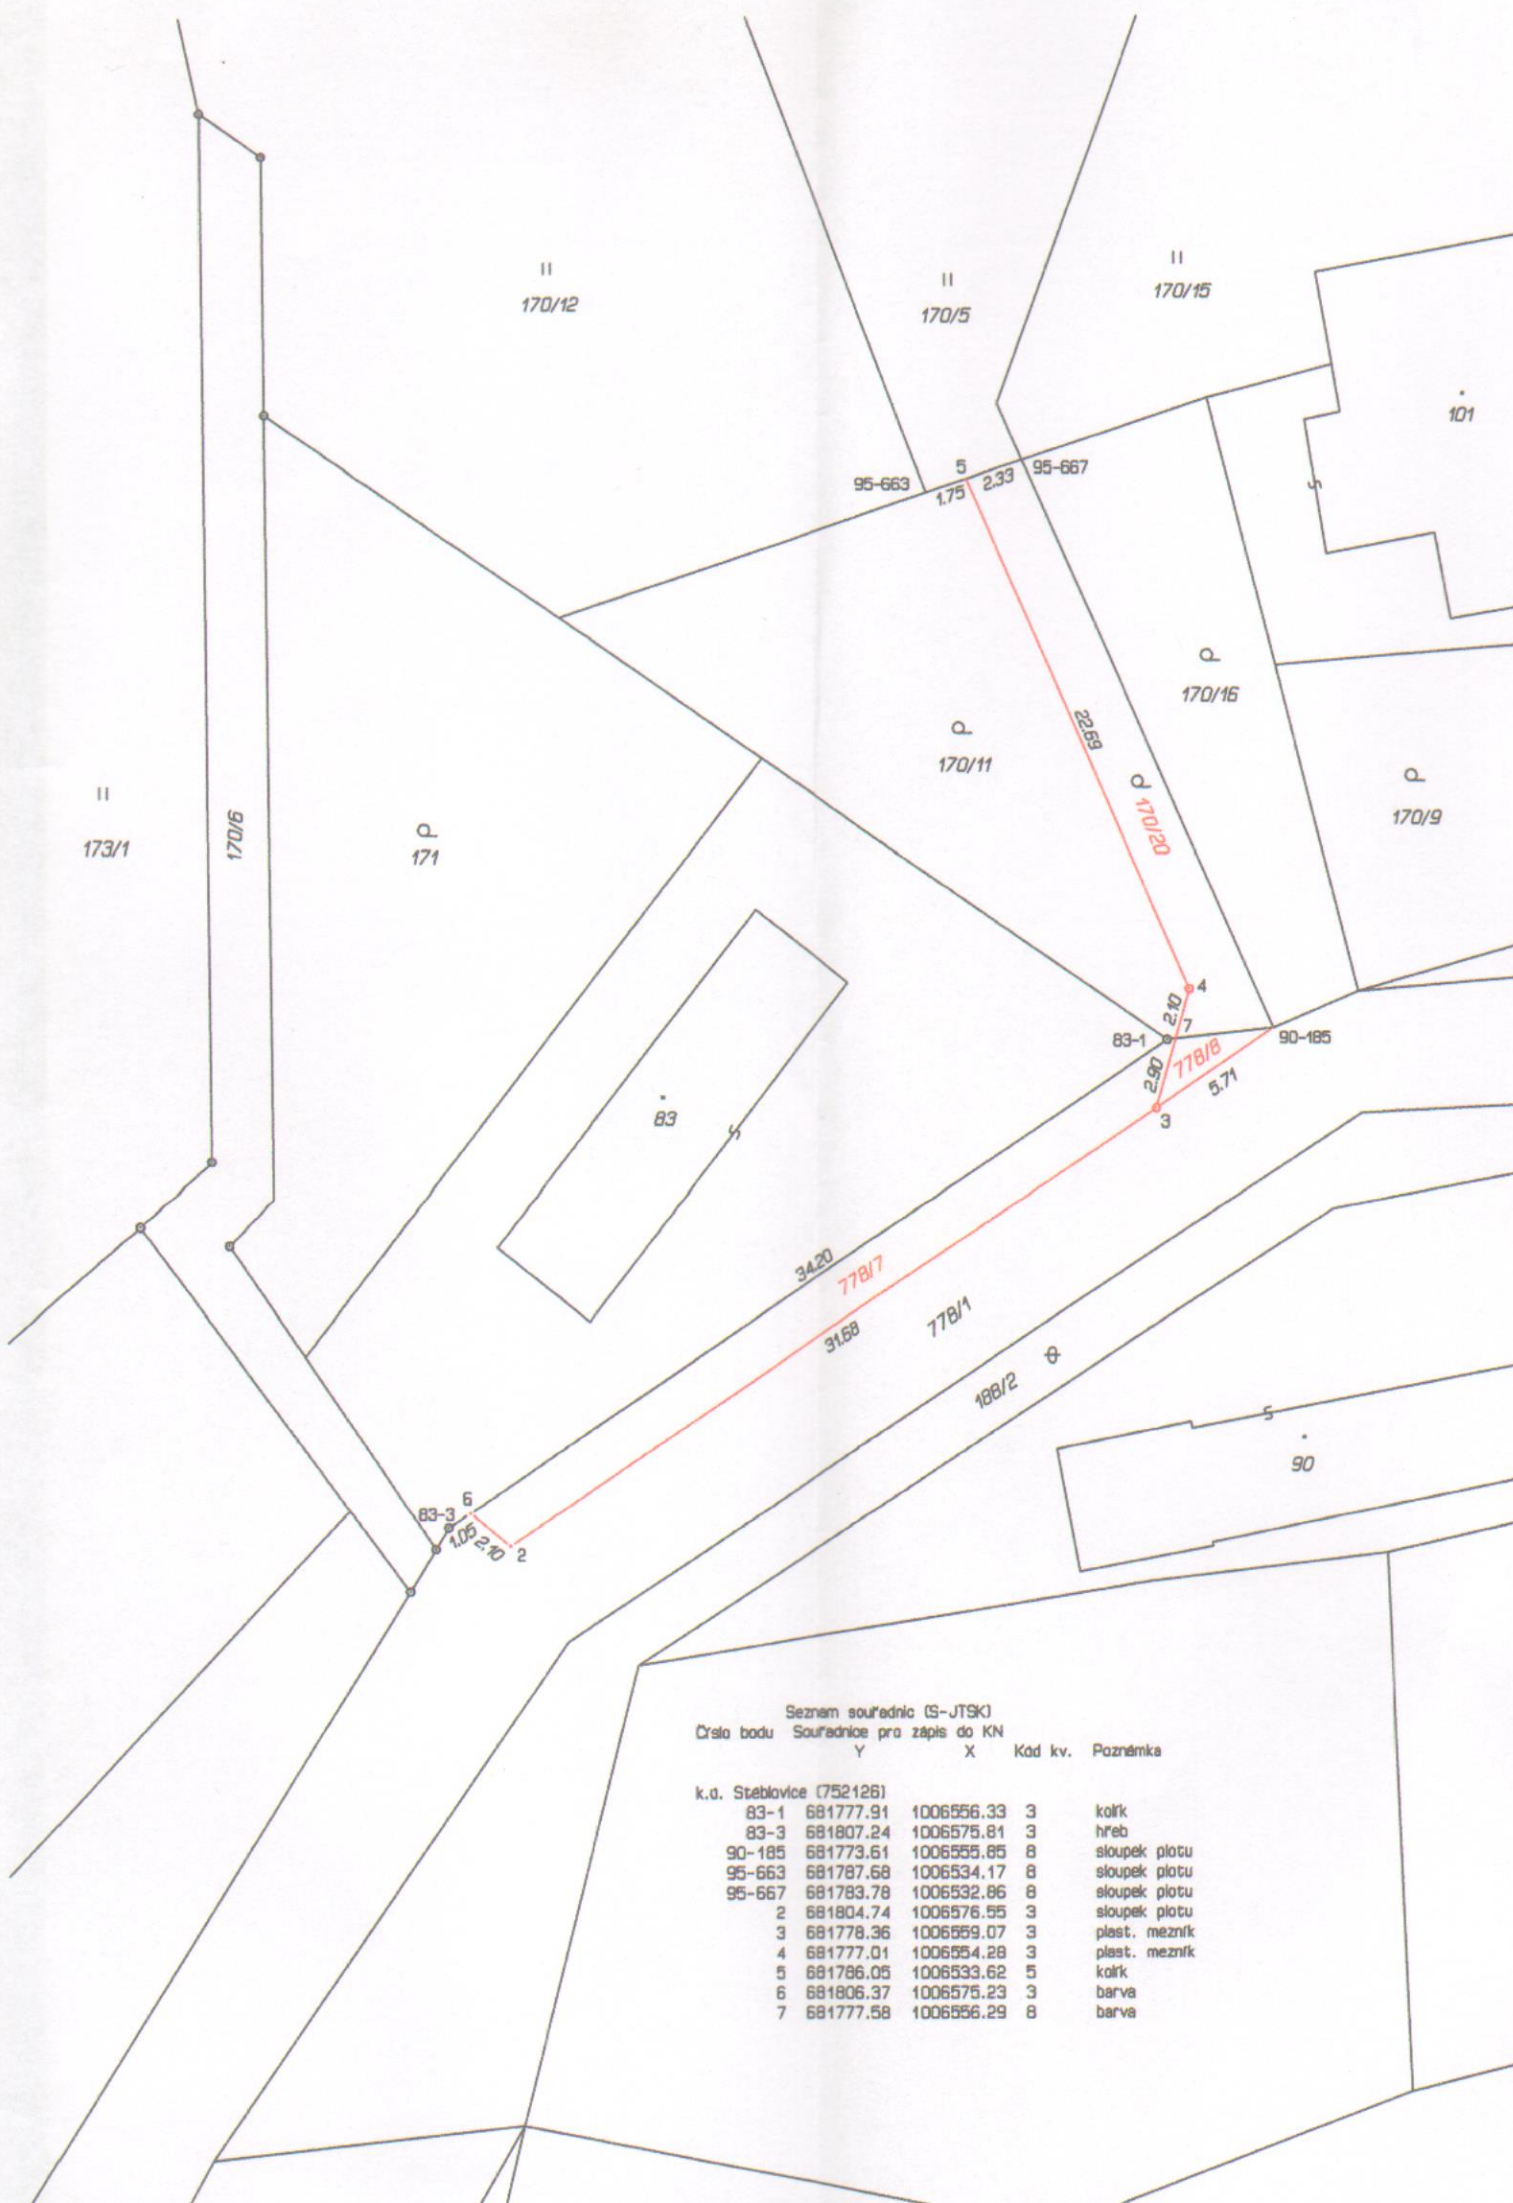 II
170/12
II
170/5
II
170/15
101
s
95-663
5
1.75
2.33
95-667
170/16
22.69
170/11
170/20
170/9
II
173/1
170/6
171
4
2.10
7
83-1
90-185
778/8
2.90
5.71
3
83
s
34.20
778/7
31.68
778/1
188/2
s
90
6
83-3
1.05
2.10
2
Seznam souřadnic (S-JTSK)
Číslo bodu Souřadnice pro zápis do KN
Y X Kód kv. Poznámka
k.ú. Stéblovice (752126)
83-1 681777.91 1006556.33 3 kolík
83-3 681807.24 1006575.81 3 hřeb
90-185 681773.61 1006555.85 8 sloupek plotu
95-663 681787.68 1006534.17 8 sloupek plotu
95-667 681783.78 1006532.86 8 sloupek plotu
2 681804.74 1006576.55 3 sloupek plotu
3 681778.36 1006559.07 3 plast. mezník
4 681777.01 1006554.28 3 plast. mezník
5 681786.05 1006533.62 5 kolík
6 681806.37 1006575.23 3 barva
7 681777.58 1006556.29 8 barva